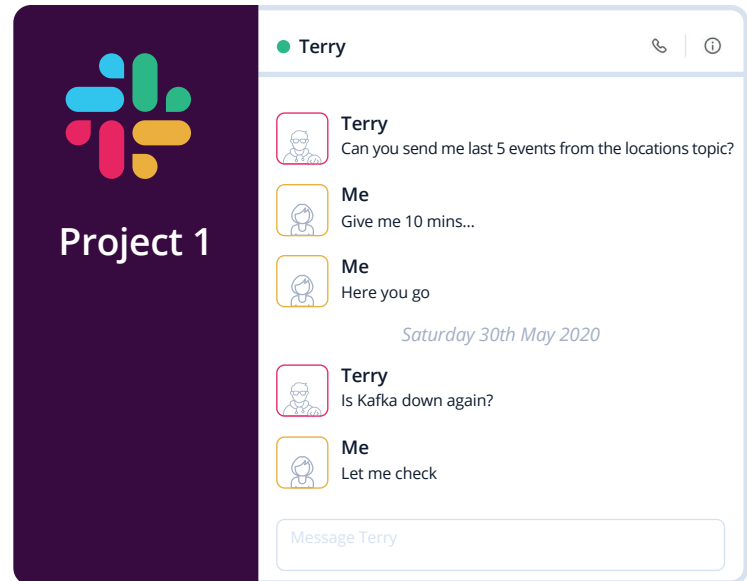 Project 1
Terry
Terry
Can you send me last 5 events from the locations topic?
Me
Give me 10 mins...
Me
Here you go
Saturday 30th May 2020
Terry
Is Kafka down again?
Me
Let me check
Message Terry